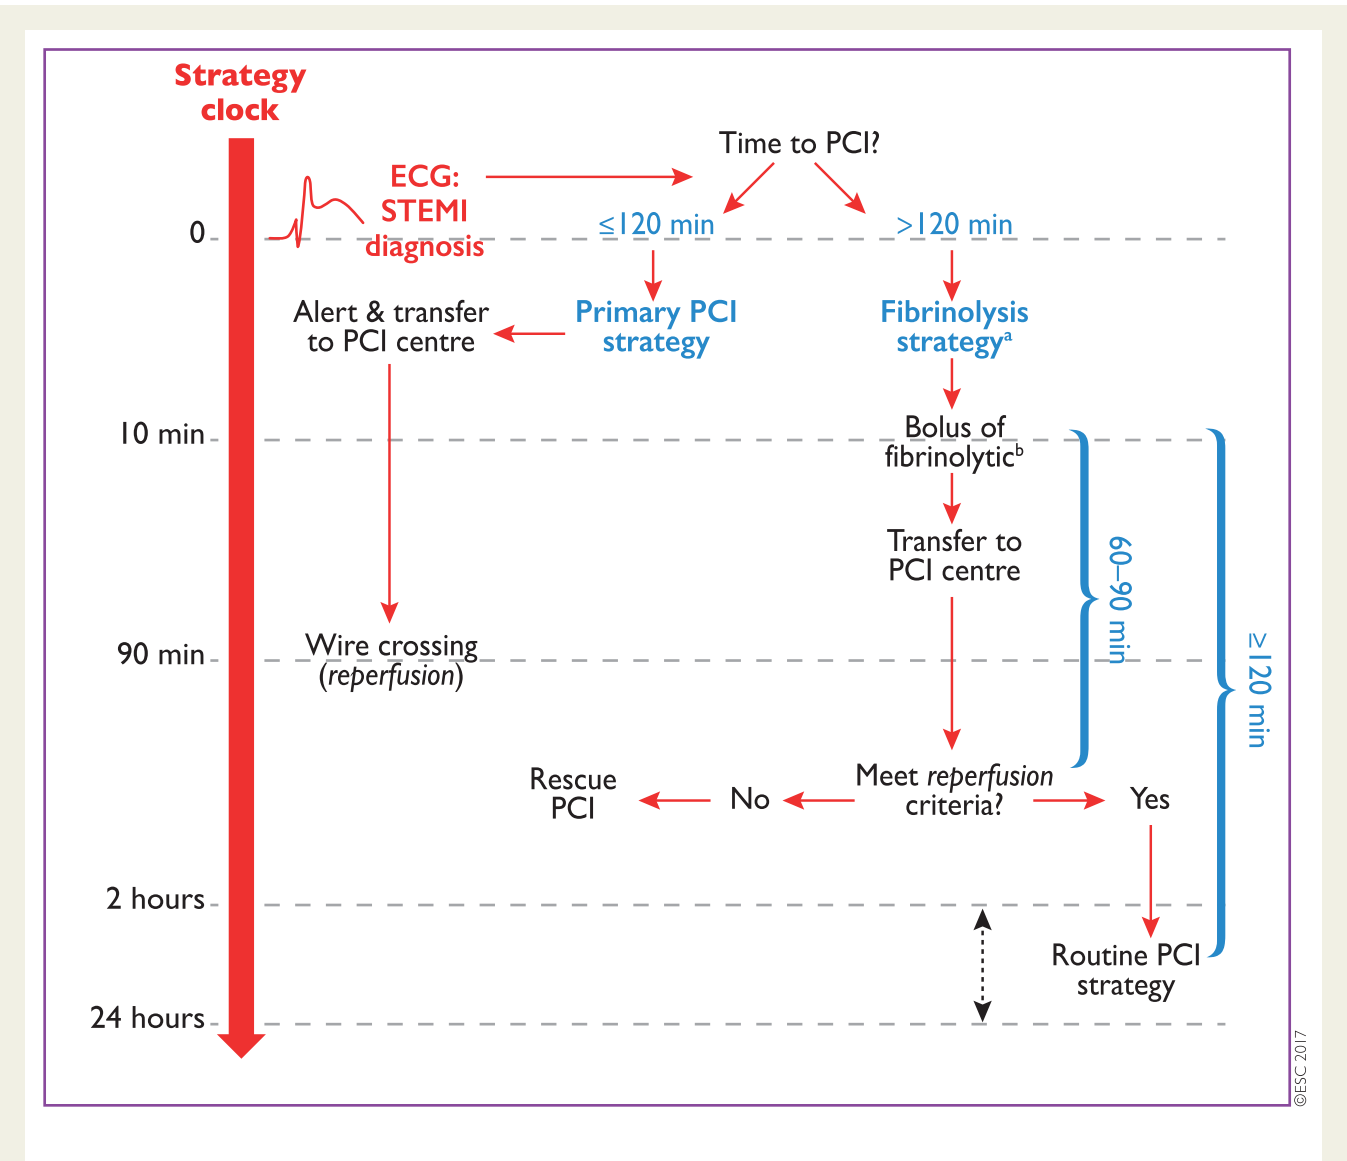 Strategy
clock
Time to PCI?
ECG:
STEMI
diagnosis
0
≤120 min
>120 min
Alert & transfer
to PCI centre
Primary PCI
strategy
Fibrinolysis
strategyᵃ
10 min
Bolus of
fibrinolyticᵇ
Transfer to
PCI centre
60–90 min
≥120 min
90 min
Wire crossing
(reperfusion)
Rescue
PCI
No
Meet reperfusion
criteria?
Yes
2 hours
Routine PCI
strategy
24 hours
©ESC 2017